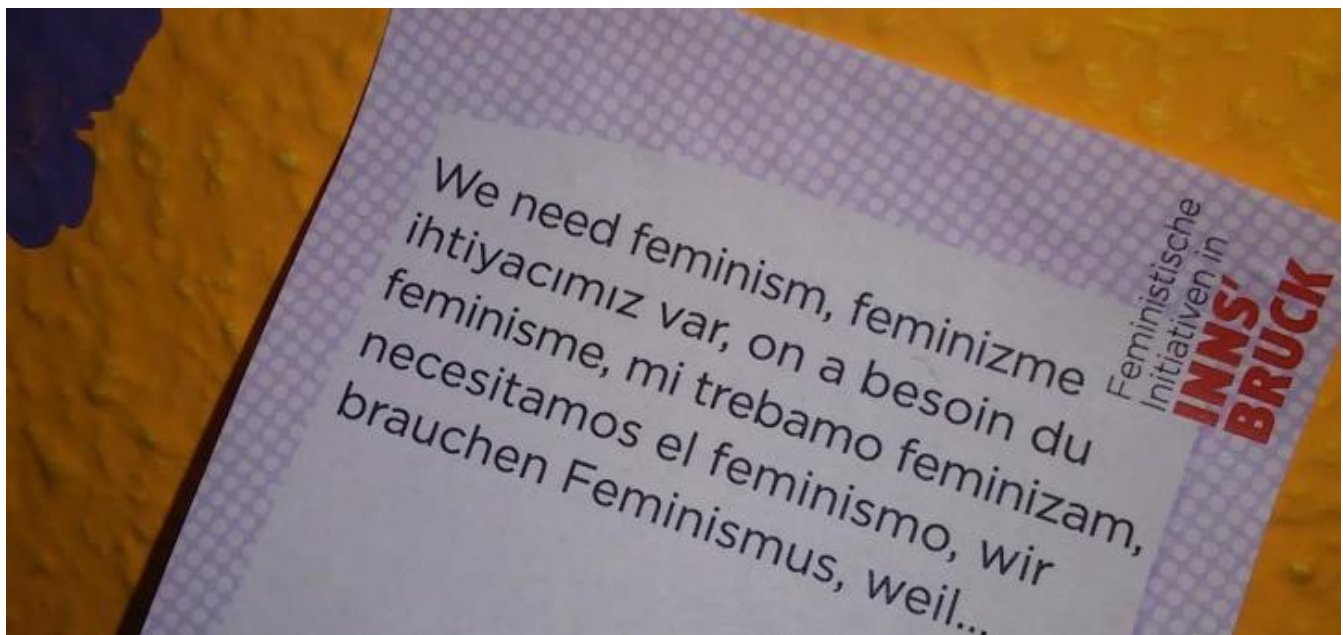 We need feminism, feminizme
ihtiyacımız var, on a besoin du
feminisme, mi trebamo feminizam,
necesitamos el feminismo, wir
brauchen Feminismus, weil...
Feministische
Initiativen in
INNS'
BRUCK